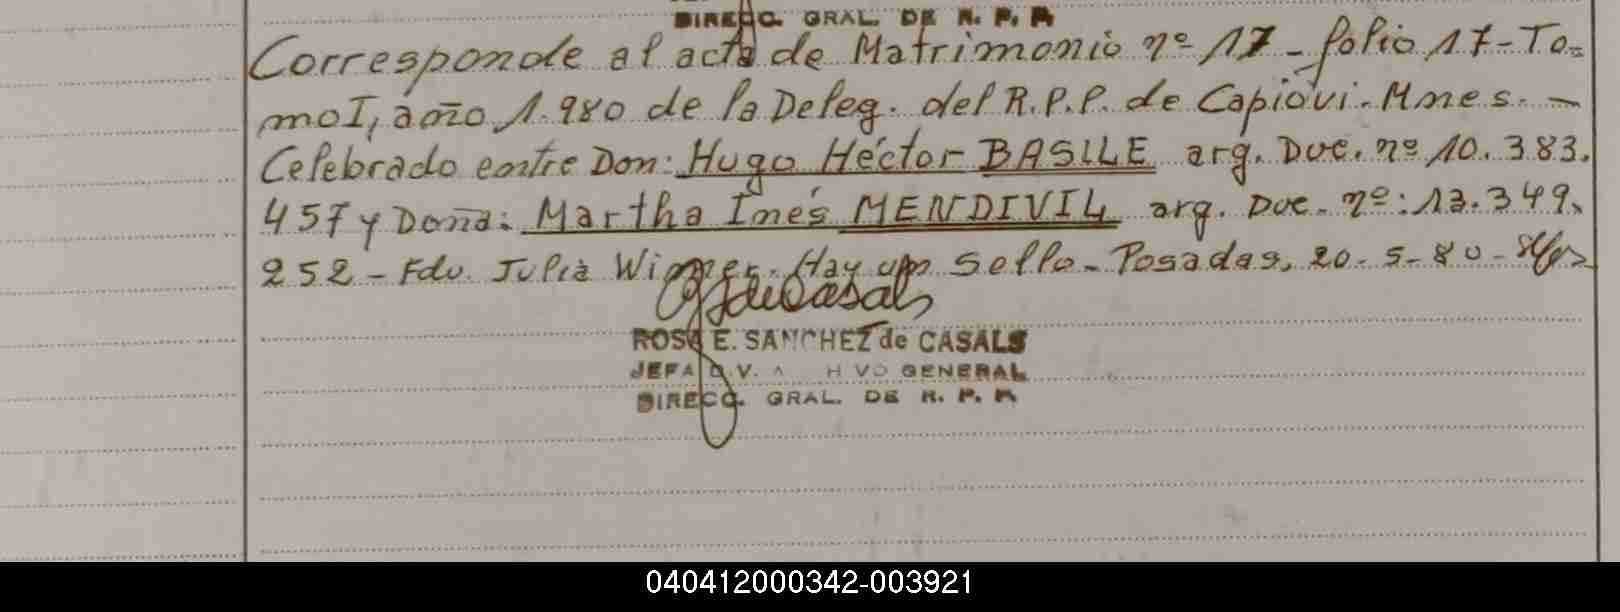 DIRECC. GRAL. DE R. P. P.
Corresponde al acta de Matrimonio nº 17 - folio 17 - To=
mo I, año 1.980 de la Deleg. del R.P.P. de Capioví - Mnes. -
Celebrado entre Don: Hugo Héctor BASILE arg. Doc. nº 10.383.
457 y Doña: Martha Inés MENDIVIL arg. Doc. nº: 13.349.
252 - Fdo. Julia Hay un Sello - Posadas, 20-5-80 -
ROSA E. SANCHEZ de CASALS
JEFA GENERAL
DIRECC. GRAL. DE R. P. P.
040412000342-003921